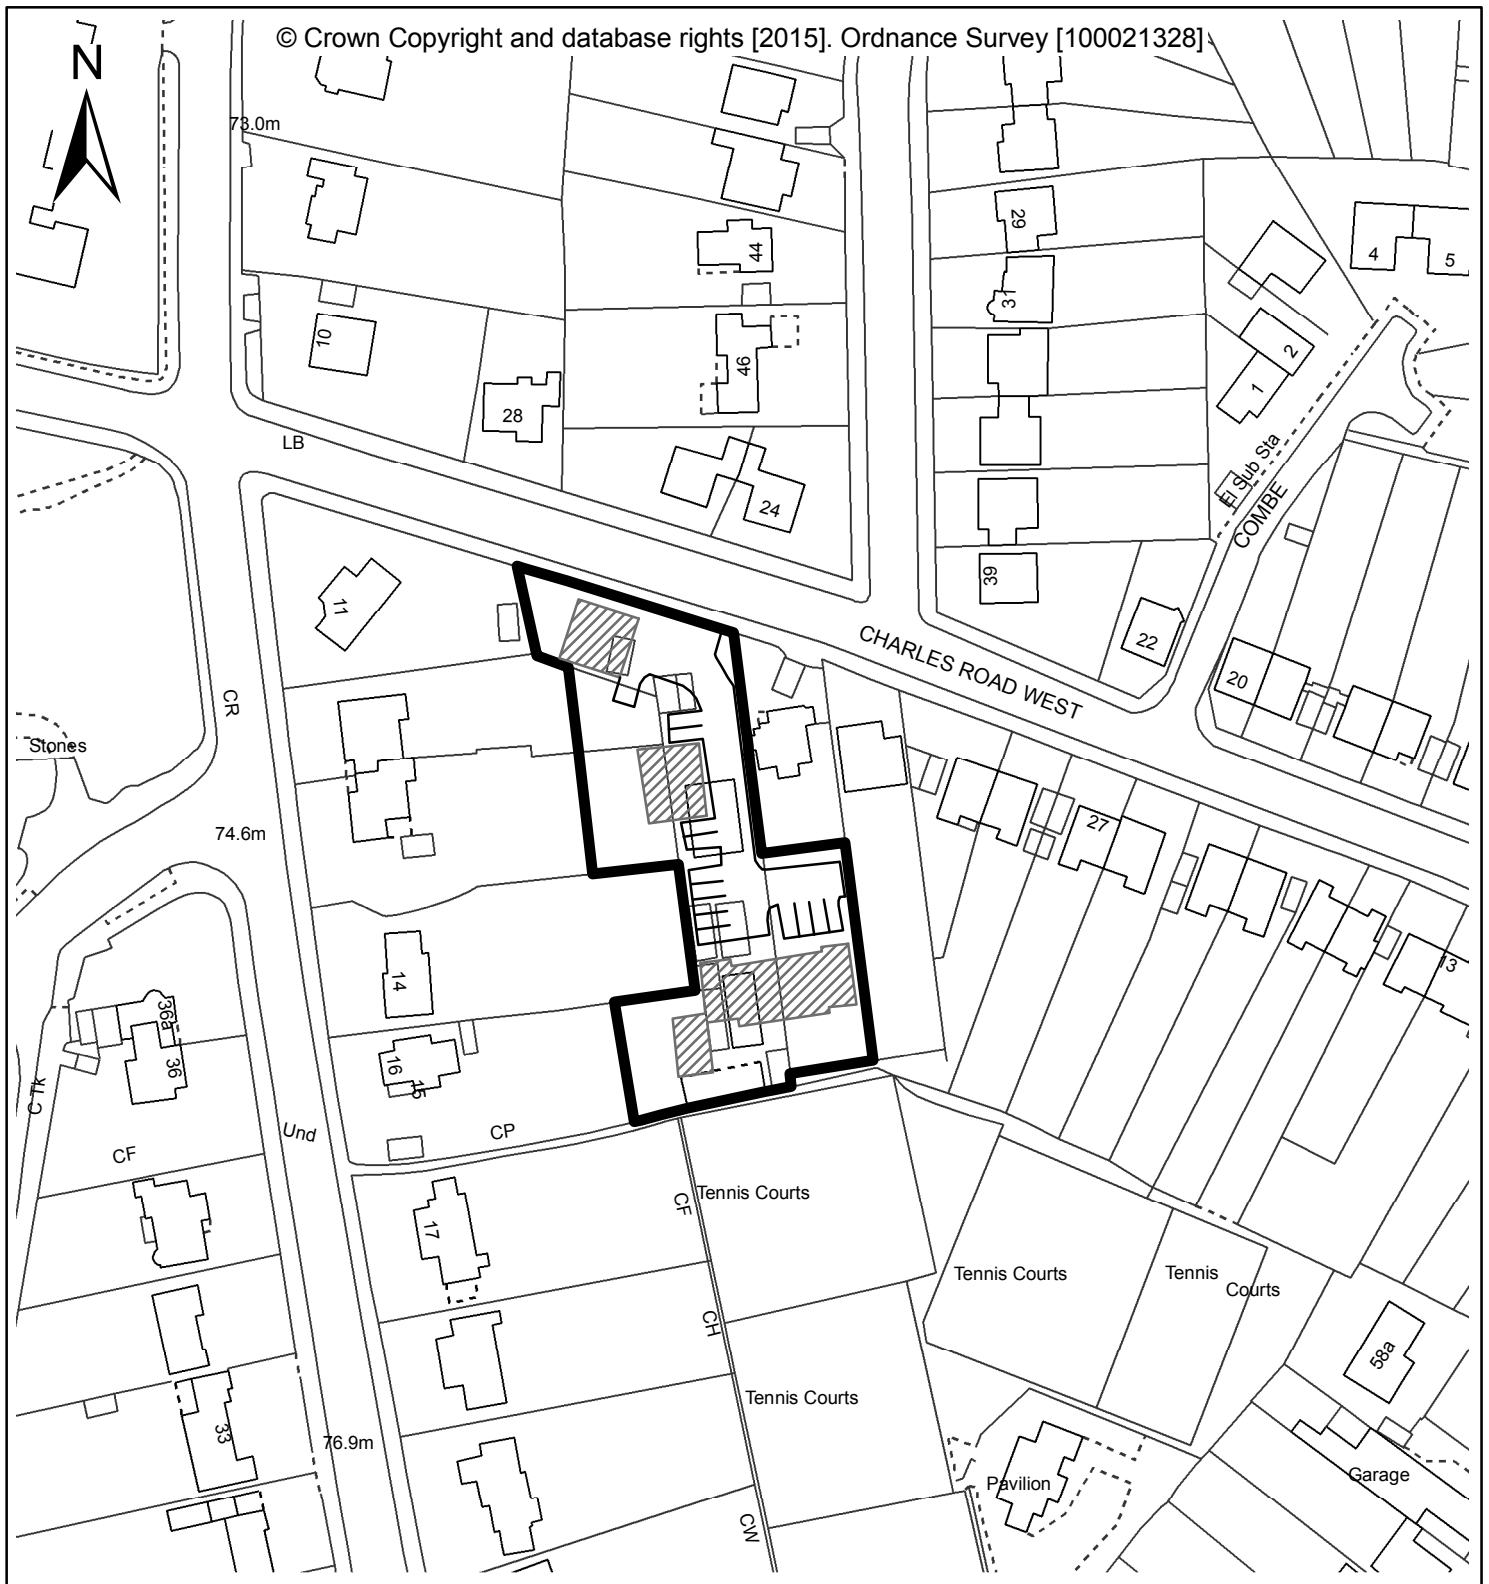 © Crown Copyright and database rights [2015]. Ordnance Survey [100021328]
N
73.0m
44
29
31
4
5
10
46
2
1
28
LB
24
El Sub Sta
COMBE
39
11
22
CHARLES ROAD WEST
20
CR
Stones
74.6m
27
13
14
36a
36
16
15
C Tk
Und
CP
CF
17
CF
Tennis Courts
Tennis Courts
Tennis
Courts
CH
58a
Tennis Courts
33
76.9m
Pavilion
Garage
CW